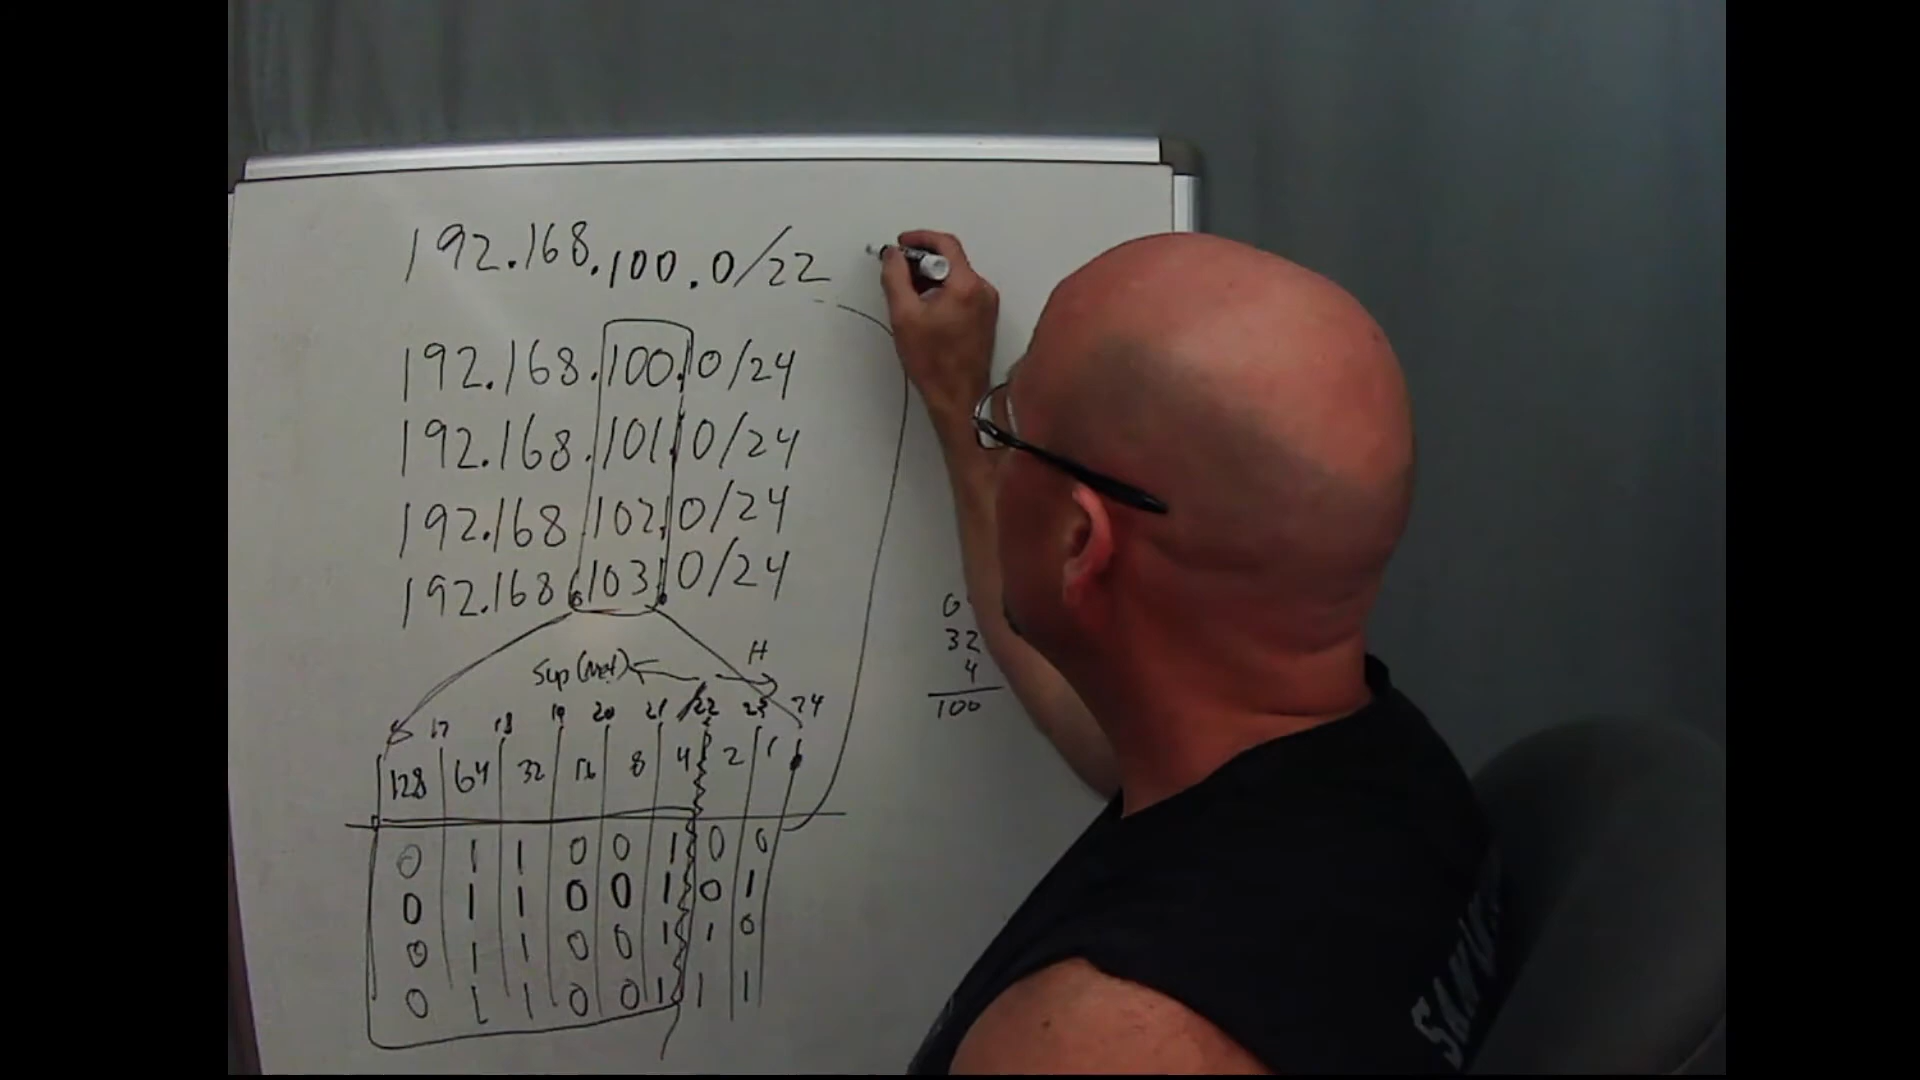 192.168.100.0/22
192.168.100.0/24
192.168.101.0/24
192.168.102.0/24
192.168.103.0/24
Sup(Net) H
17 18 19 20 21 /22 23 24
128 64 32 16 8 4 2 1
0 1 1 0 0 1 0 0
0 1 1 0 0 1 0 1
0 1 1 0 0 1 1 0
0 1 1 0 0 1 1 1
32
4
100